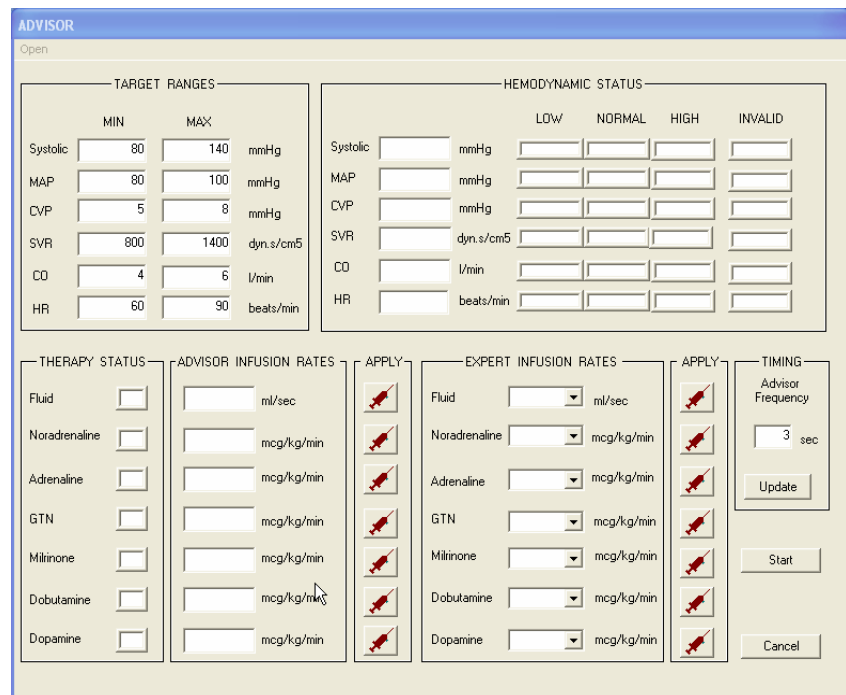 ADVISOR
Open
TARGET RANGES
MIN MAX
Systolic 80 140 mmHg
MAP 80 100 mmHg
CVP 5 8 mmHg
SVR 800 1400 dyn.s/cm5
CO 4 6 l/min
HR 60 90 beats/min
HEMODYNAMIC STATUS
LOW NORMAL HIGH INVALID
Systolic mmHg
MAP mmHg
CVP mmHg
SVR dyn.s/cm5
CO l/min
HR beats/min
THERAPY STATUS
Fluid
Noradrenaline
Adrenaline
GTN
Milrinone
Dobutamine
Dopamine
ADVISOR INFUSION RATES
ml/sec
mcg/kg/min
mcg/kg/min
mcg/kg/min
mcg/kg/min
mcg/kg/min
mcg/kg/min
APPLY
EXPERT INFUSION RATES
Fluid ml/sec
Noradrenaline mcg/kg/min
Adrenaline mcg/kg/min
GTN mcg/kg/min
Milrinone mcg/kg/min
Dobutamine mcg/kg/min
Dopamine mcg/kg/min
APPLY
TIMING
Advisor
Frequency
3 sec
Update
Start
Cancel